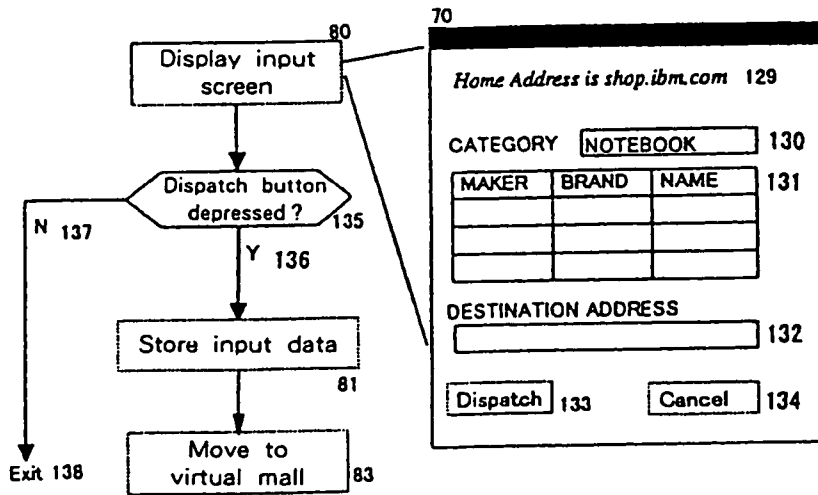 80
Display input
screen
Dispatch button
depressed ?
135
N 137
Y 136
Store input data
81
Move to
virtual mall
83
Exit 138
70
Home Address is shop.ibm.com 129
CATEGORY NOTEBOOK 130
MAKER BRAND NAME 131
DESTINATION ADDRESS
132
Dispatch 133 Cancel 134